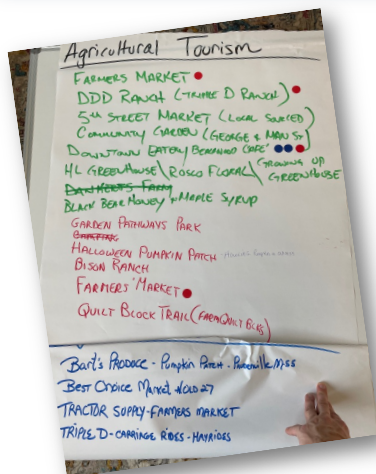 Agricultural Tourism
FARMERS MARKET
DDD RANCH (TRIPLE D RANCH)
5th STREET MARKET (LOCAL SOURCED)
COMMUNITY GARDEN (GEORGE & MAIN ST)
DOWNTOWN EATERY CAFE'
HL GREENHOUSE\ROSCO FLORAL\(GROWING UP GREENHOUSE
BLACK BEAR HONEY & MAPLE SYRUP
GARDEN PATHWAYS PARK
HALLOWEEN PUMPKIN PATCH
BISON RANCH
FARMERS' MARKET
QUILT BLOCK TRAIL (FARM QUILT BLKS)
BART'S PRODUCE - PUMPKIN PATCH -
BEST CHOICE MARKET
TRACTOR SUPPLY - FARMERS MARKET
TRIPLE D - CARRIAGE RIDES - HAYRIDES